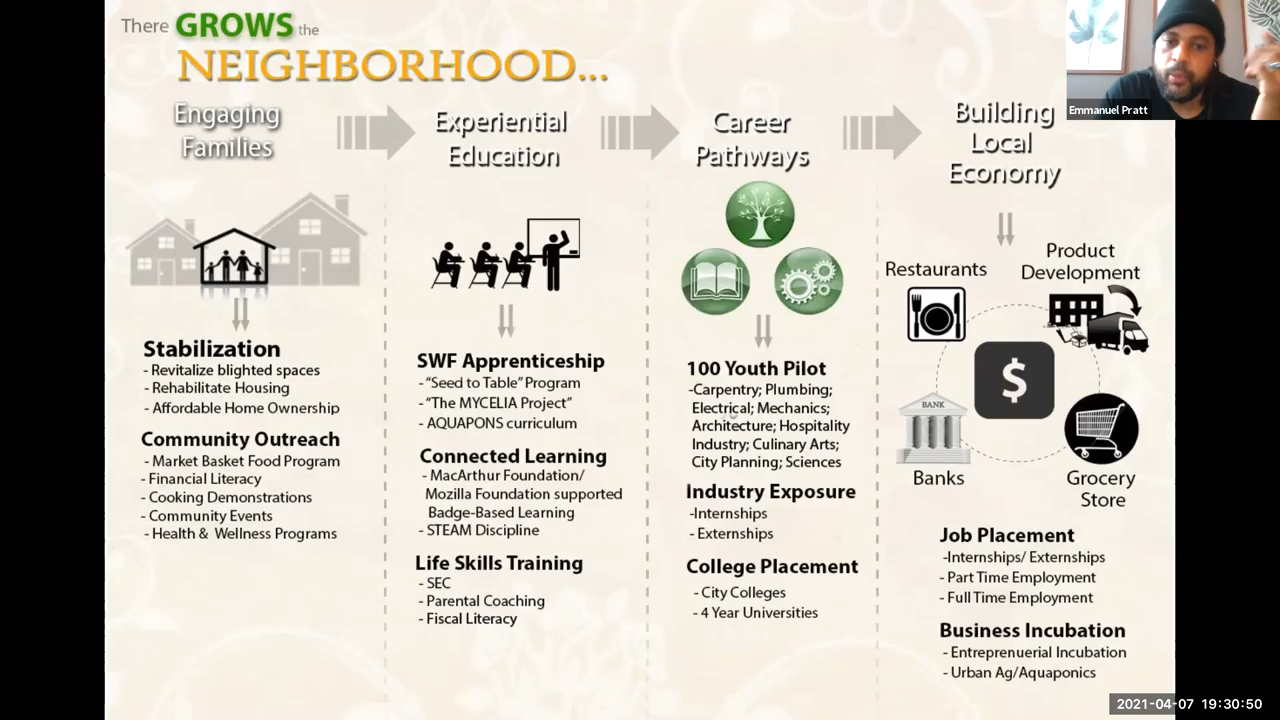 There GROWS the
NEIGHBORHOOD...
Engaging
Families
Experiential
Education
Career
Pathways
Building
Local
Economy
Emmanuel Pratt
Stabilization
- Revitalize blighted spaces
- Rehabilitate Housing
- Affordable Home Ownership
Community Outreach
- Market Basket Food Program
- Financial Literacy
- Cooking Demonstrations
- Community Events
- Health & Wellness Programs
SWF Apprenticeship
- "Seed to Table" Program
- "The MYCELIA Project"
- AQUAPONS curriculum
Connected Learning
- MacArthur Foundation/
Mozilla Foundation supported
Badge-Based Learning
- STEAM Discipline
Life Skills Training
- SEC
- Parental Coaching
- Fiscal Literacy
100 Youth Pilot
-Carpentry; Plumbing;
Electrical; Mechanics;
Architecture; Hospitality
Industry; Culinary Arts;
City Planning; Sciences
Industry Exposure
-Internships
- Externships
College Placement
- City Colleges
- 4 Year Universities
Restaurants
Product
Development
$
BANK
Banks
Grocery
Store
Job Placement
-Internships/ Externships
- Part Time Employment
- Full Time Employment
Business Incubation
- Entreprenuerial Incubation
- Urban Ag/Aquaponics
2021-04-07 19:30:50